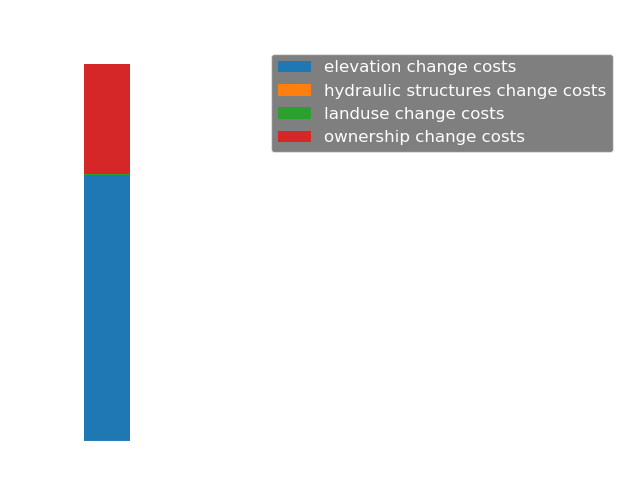 elevation change costs
hydraulic structures change costs
landuse change costs
ownership change costs